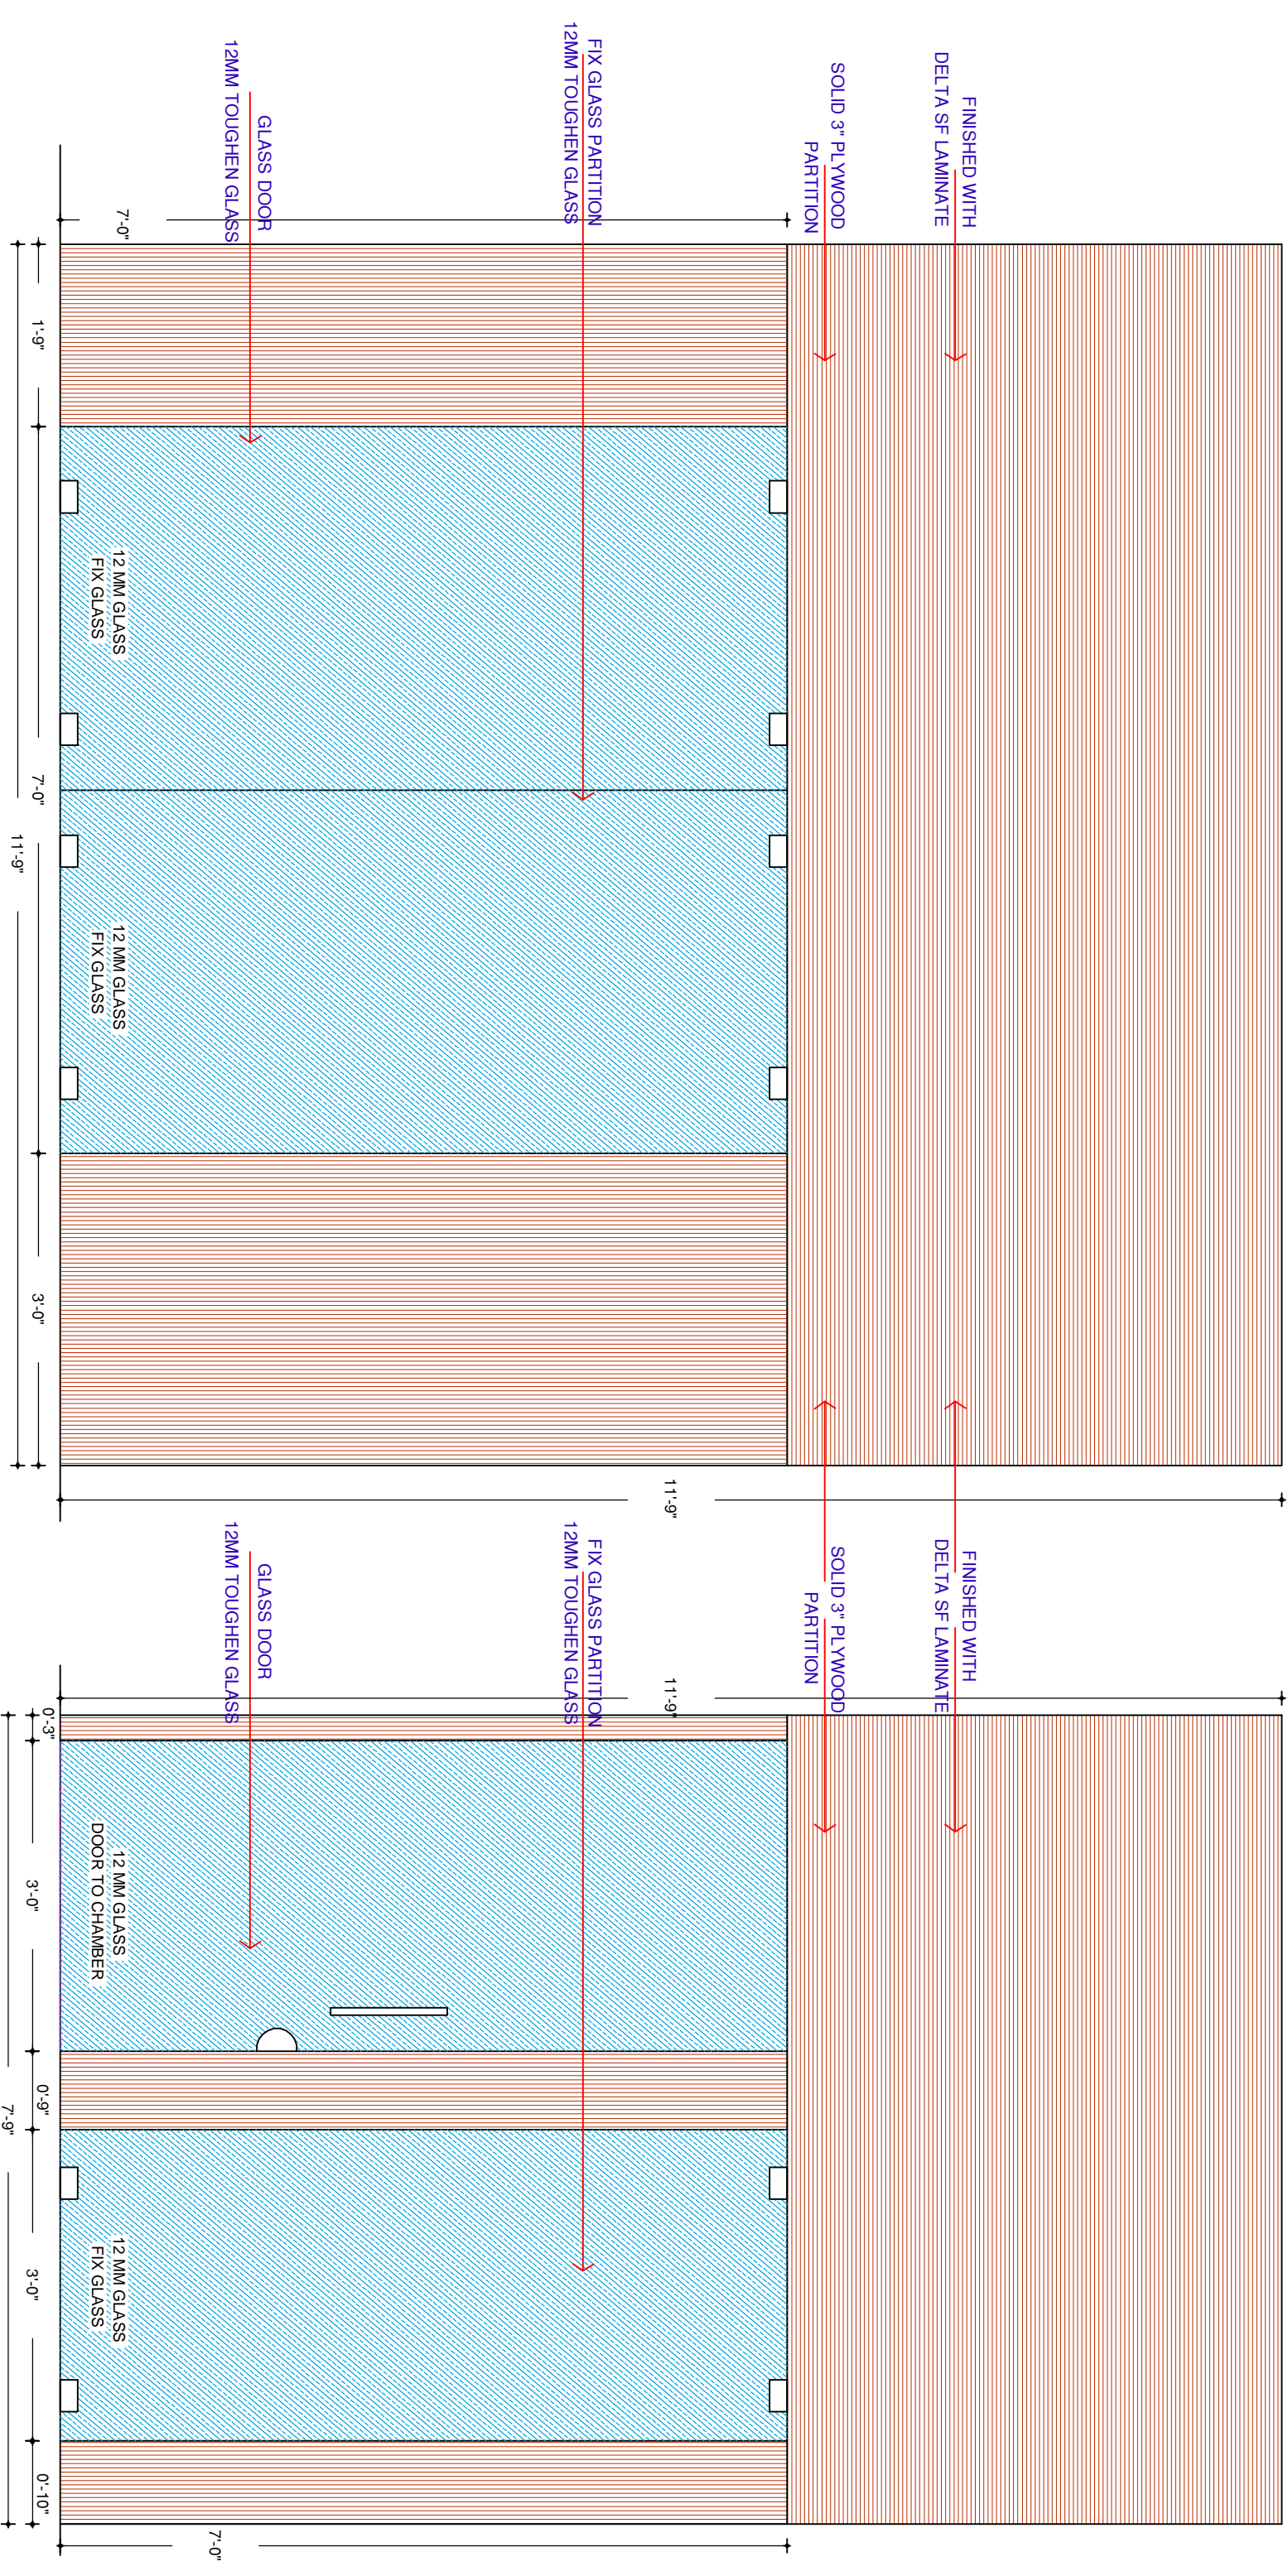 FINISHED WITH
DELTA SF LAMINATE
SOLID 3" PLYWOOD
PARTITION
FIX GLASS PARTITION
12MM TOUGHEN GLASS
GLASS DOOR
12MM TOUGHEN GLASS
7'-0"
12 MM GLASS
FIX GLASS
12 MM GLASS
FIX GLASS
1'-9"
7'-0"
3'-0"
11'-9"
11'-9"
FINISHED WITH
DELTA SF LAMINATE
SOLID 3" PLYWOOD
PARTITION
FIX GLASS PARTITION
12MM TOUGHEN GLASS
GLASS DOOR
12MM TOUGHEN GLASS
11'-9"
12 MM GLASS
DOOR TO CHAMBER
12 MM GLASS
FIX GLASS
0'-3"
3'-0"
0'-9"
3'-0"
0'-10"
7'-9"
7'-0"